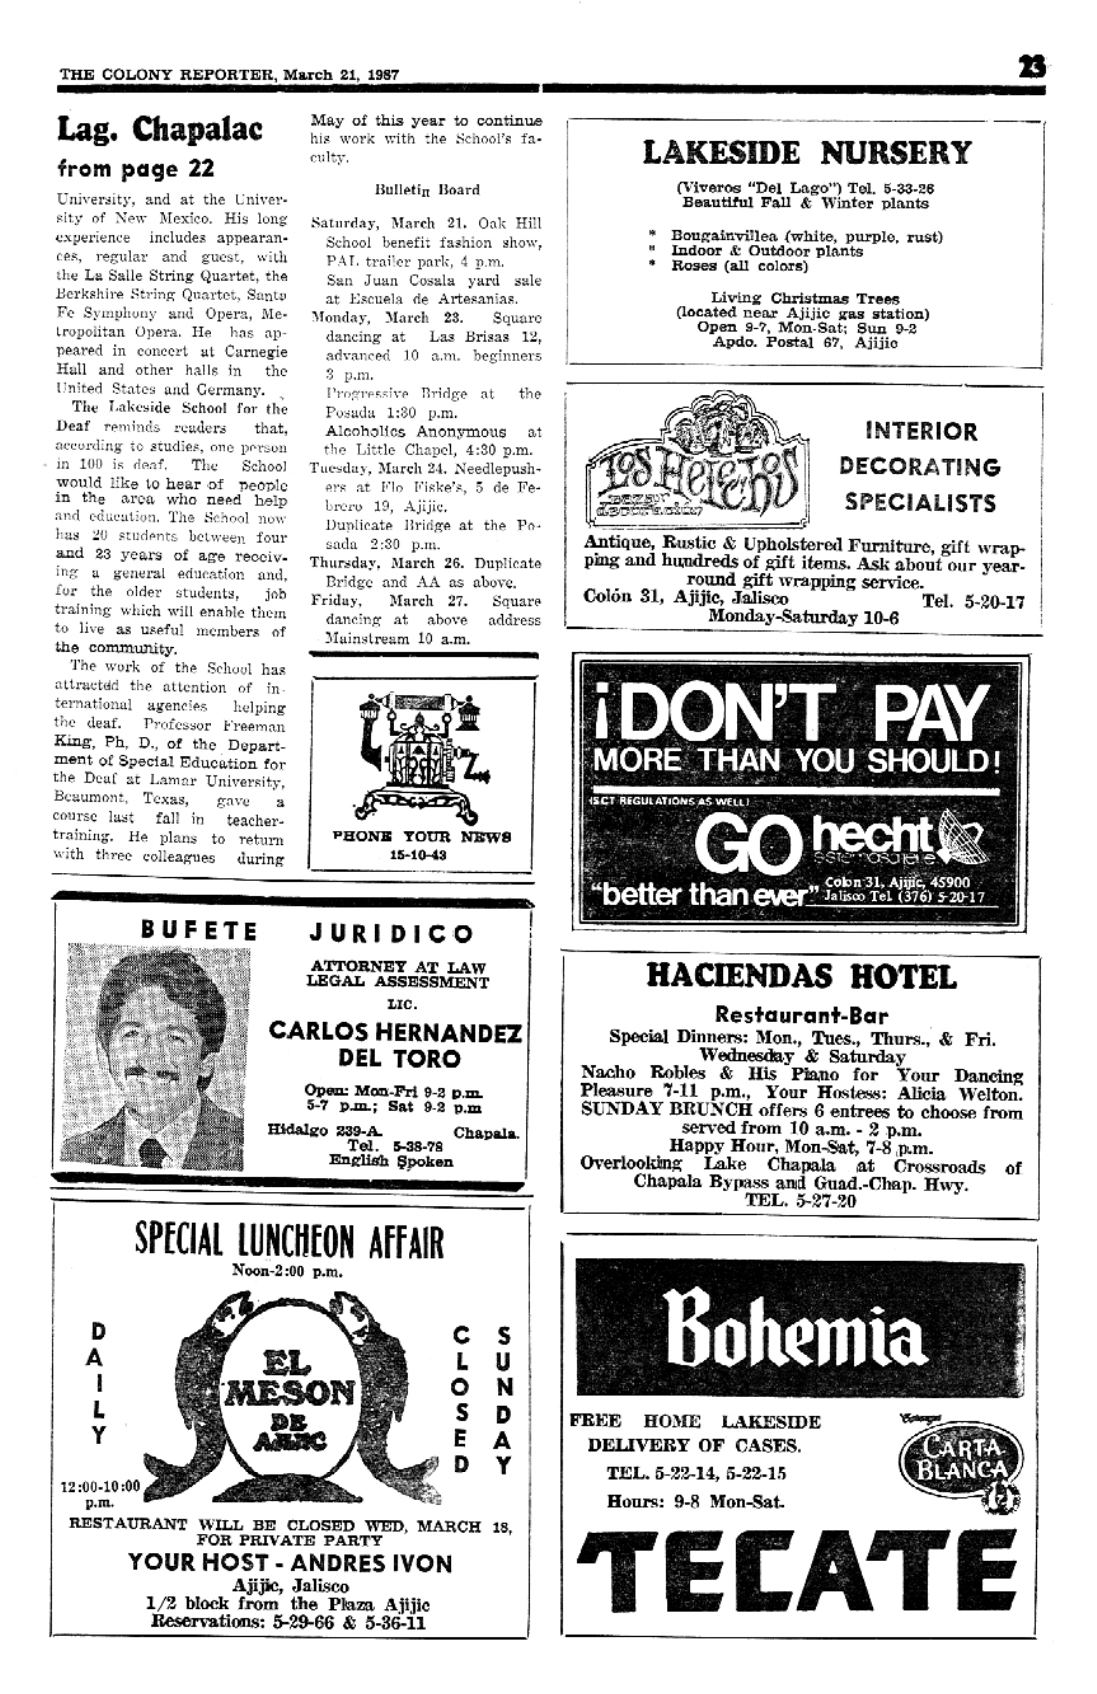 THE COLONY REPORTER, March 21, 1987
23
Lag. Chapalac
from page 22
University, and at the Univer-
sity of New Mexico. His long
experience includes appearan-
ces, regular and guest, with
the La Salle String Quartet, the
Berkshire String Quartet, Santa
Fe Symphony and Opera, Me-
tropolitan Opera. He has ap-
peared in concert at Carnegie
Hall and other halls in the
United States and Germany.
The Lakeside School for the
Deaf reminds readers that,
according to studies, one person
in 100 is deaf. The School
would like to hear of people
in the area who need help
and education. The School now
has 20 students between four
and 23 years of age receiv-
ing a general education and,
for the older students, job
training which will enable them
to live as useful members of
the community.
The work of the School has
attracted the attention of in-
ternational agencies helping
the deaf. Professor Freeman
King, Ph, D., of the Depart-
ment of Special Education for
the Deaf at Lamar University,
Beaumont, Texas, gave a
course last fall in teacher-
training. He plans to return
with three colleagues during
May of this year to continue
his work with the School's fa-
culty.
Bulletin Board
Saturday, March 21. Oak Hill
School benefit fashion show,
PAL trailer park, 4 p.m.
San Juan Cosala yard sale
at Escuela de Artesanias.
Monday, March 23. Square
dancing at Las Brisas 12,
advanced 10 a.m. beginners
3 p.m.
Progressive Bridge at the
Posada 1:30 p.m.
Alcoholics Anonymous at
the Little Chapel, 4:30 p.m.
Tuesday, March 24. Needlepush-
ers at Flo Fiske's, 5 de Fe-
brero 19, Ajijic.
Duplicate Bridge at the Po-
sada 2:30 p.m.
Thursday, March 26. Duplicate
Bridge and AA as above.
Friday, March 27. Square
dancing at above address
Mainstream 10 a.m.
PHONE YOUR NEWS
15-10-43
BUFETE JURIDICO
ATTORNEY AT LAW
LEGAL ASSESSMENT
LIC.
CARLOS HERNANDEZ
DEL TORO
Open: Mon-Fri 9-2 p.m.
5-7 p.m.; Sat 9-2 p.m
Hidalgo 239-A Chapala.
Tel. 5-38-78
English Spoken
SPECIAL LUNCHEON AFFAIR
Noon-2:00 p.m.
DAILY
12:00-10:00
p.m.
EL
MESON
DE
CLOSED
SUNDAY
RESTAURANT WILL BE CLOSED WED, MARCH 18,
FOR PRIVATE PARTY
YOUR HOST - ANDRES IVON
Ajijic, Jalisco
1/2 block from the Plaza Ajijic
Reservations: 5-29-66 & 5-36-11
LAKESIDE NURSERY
(Viveros "Del Lago") Tel. 5-33-26
Beautiful Fall & Winter plants
* Bougainvillea (white, purple, rust)
" Indoor & Outdoor plants
* Roses (all colors)
Living Christmas Trees
(located near Ajijic gas station)
Open 9-7, Mon-Sat; Sun 9-2
Apdo. Postal 67, Ajijic
Los Helechos
bazaar
decoracion
INTERIOR
DECORATING
SPECIALISTS
Antique, Rustic & Upholstered Furniture, gift wrap-
ping and hundreds of gift items. Ask about our year-
round gift wrapping service.
Colón 31, Ajijic, Jalisco Tel. 5-20-17
Monday-Saturday 10-6
¡DON'T PAY
MORE THAN YOU SHOULD!
(SCT REGULATIONS AS WELL)
GO hecht
"better than ever" Colon 31, Ajijic, 45900
Jalisco Tel. (376) 5-20-17
HACIENDAS HOTEL
Restaurant-Bar
Special Dinners: Mon., Tues., Thurs., & Fri.
Wednesday & Saturday
Nacho Robles & His Piano for Your Dancing
Pleasure 7-11 p.m., Your Hostess: Alicia Welton.
SUNDAY BRUNCH offers 6 entrees to choose from
served from 10 a.m. - 2 p.m.
Happy Hour, Mon-Sat, 7-8 p.m.
Overlooking Lake Chapala at Crossroads of
Chapala Bypass and Guad.-Chap. Hwy.
TEL. 5-27-20
Bohemia
FREE HOME LAKESIDE
DELIVERY OF CASES.
TEL. 5-22-14, 5-22-15
Hours: 9-8 Mon-Sat.
CARTA
BLANCA
TECATE